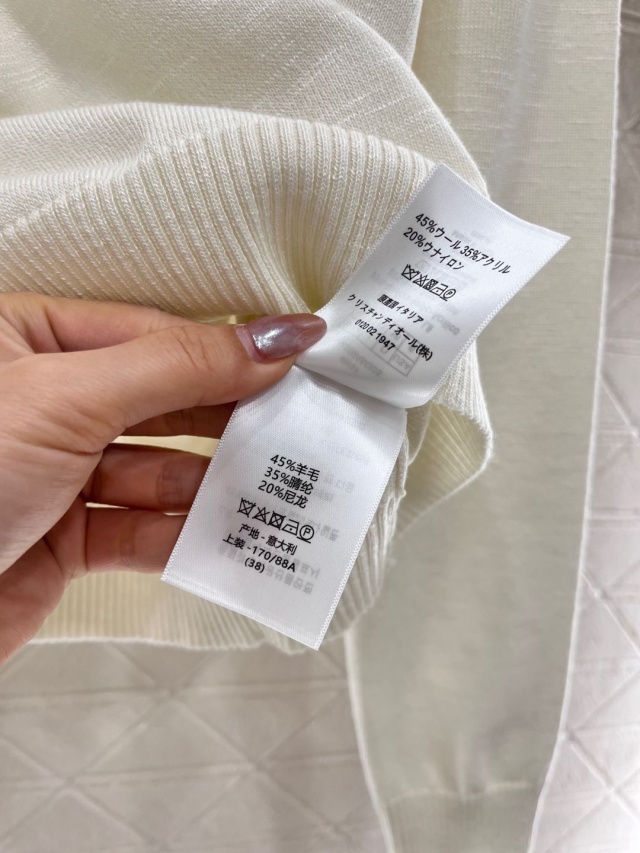 45%ウール 35%アクリル
20%ウナイロン
原産国イタリア
クリスチャンディオール(株)
0120 02 1947
45%羊毛
35%腈纶
20%尼龙
产地 - 意大利
上装 -170/88A
(38)